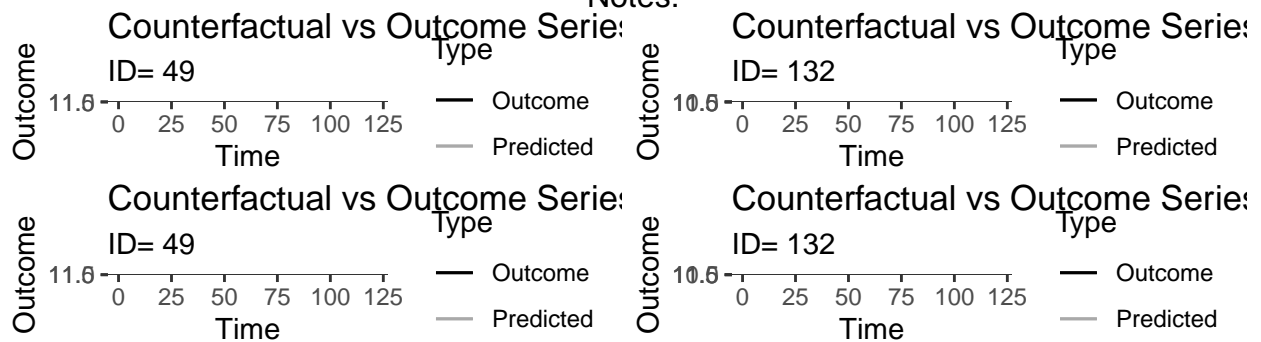 Notes:
Counterfactual vs Outcome Series
ID= 49
Type
Outcome
Outcome
Predicted
0 25 50 75 100 125
Time
Counterfactual vs Outcome Series
ID= 132
Type
Outcome
Outcome
Predicted
0 25 50 75 100 125
Time
Counterfactual vs Outcome Series
ID= 49
Type
Outcome
Outcome
Predicted
0 25 50 75 100 125
Time
Counterfactual vs Outcome Series
ID= 132
Type
Outcome
Outcome
Predicted
0 25 50 75 100 125
Time